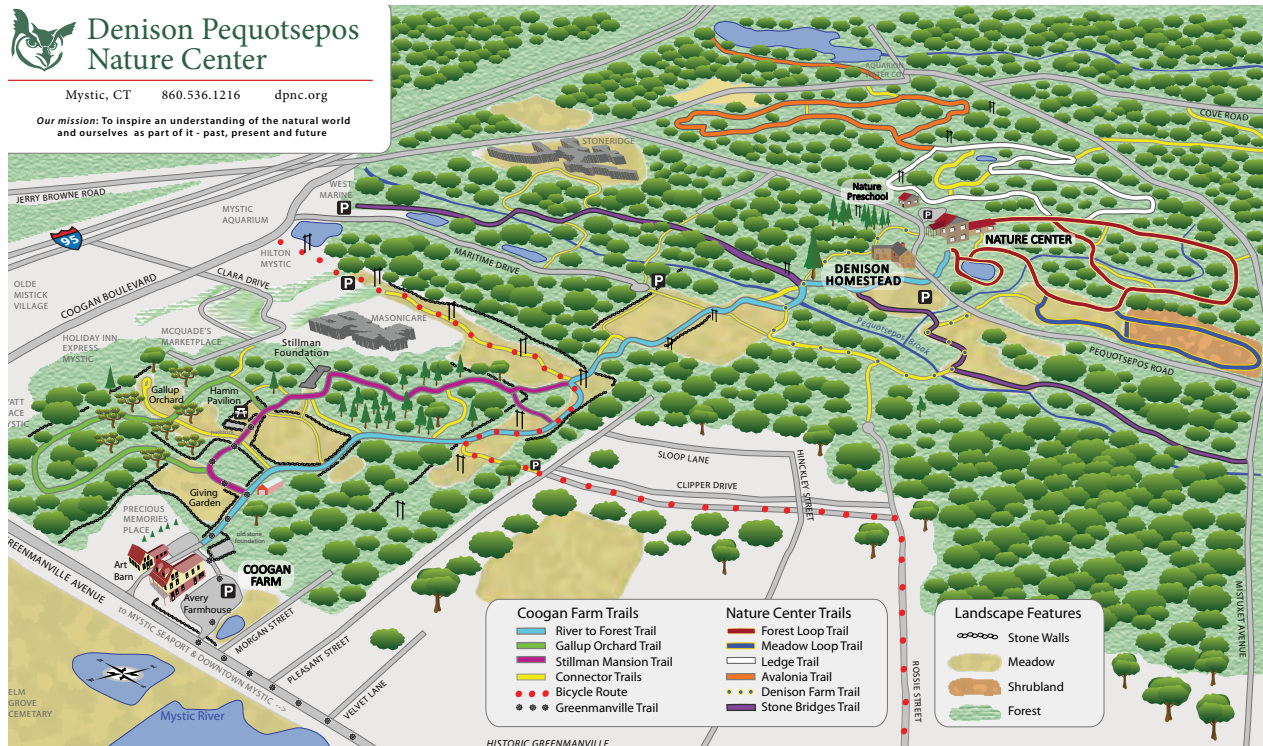 Denison Pequotsepos
Nature Center
Mystic, CT 860.536.1216 dpnc.org
Our mission: To inspire an understanding of the natural world
and ourselves as part of it - past, present and future
AQUARION
WATER CO.
COVE ROAD
STONERIDGE
JERRY BROWNE ROAD
WEST
MARINE
P
MYSTIC
AQUARIUM
95
HILTON
MYSTIC
Nature
Preschool
P
NATURE CENTER
DENISON
HOMESTEAD
P
MARITIME DRIVE
P
P
CLARA DRIVE
COOGAN BOULEVARD
OLDE
MISTICK
VILLAGE
MASONICARE
MCQUADE'S
MARKETPLACE
HOLIDAY INN
EXPRESS
MYSTIC
Stillman
Foundation
Pequotsepos Brook
PEQUOTSEPOS ROAD
Gallup
Orchard
Hamm
Pavilion
P
SLOOP LANE
CLIPPER DRIVE
HINCKLEY STREET
Giving
Garden
PRECIOUS
MEMORIES
PLACE
old stone
foundation
Art
Barn
COOGAN
FARM
P
Avery
Farmhouse
GREENMANVILLE AVENUE
to MYSTIC SEAPORT & DOWNTOWN MYSTIC -->
MORGAN STREET
PLEASANT STREET
VELVET LANE
ELM
GROVE
CEMETARY
Mystic River
HISTORIC GREENMANVILLE
ROSSIE STREET
MISTUXET AVENUE
Coogan Farm Trails
River to Forest Trail
Gallup Orchard Trail
Stillman Mansion Trail
Connector Trails
Bicycle Route
Greenmanville Trail
Nature Center Trails
Forest Loop Trail
Meadow Loop Trail
Ledge Trail
Avalonia Trail
Denison Farm Trail
Stone Bridges Trail
Landscape Features
Stone Walls
Meadow
Shrubland
Forest